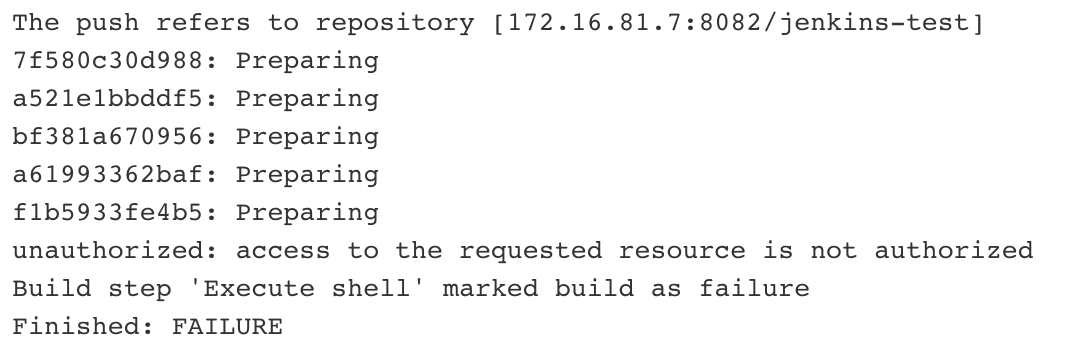 The push refers to repository [172.16.81.7:8082/jenkins-test]
7f580c30d988: Preparing
a521e1bbddf5: Preparing
bf381a670956: Preparing
a61993362baf: Preparing
f1b5933fe4b5: Preparing
unauthorized: access to the requested resource is not authorized
Build step 'Execute shell' marked build as failure
Finished: FAILURE